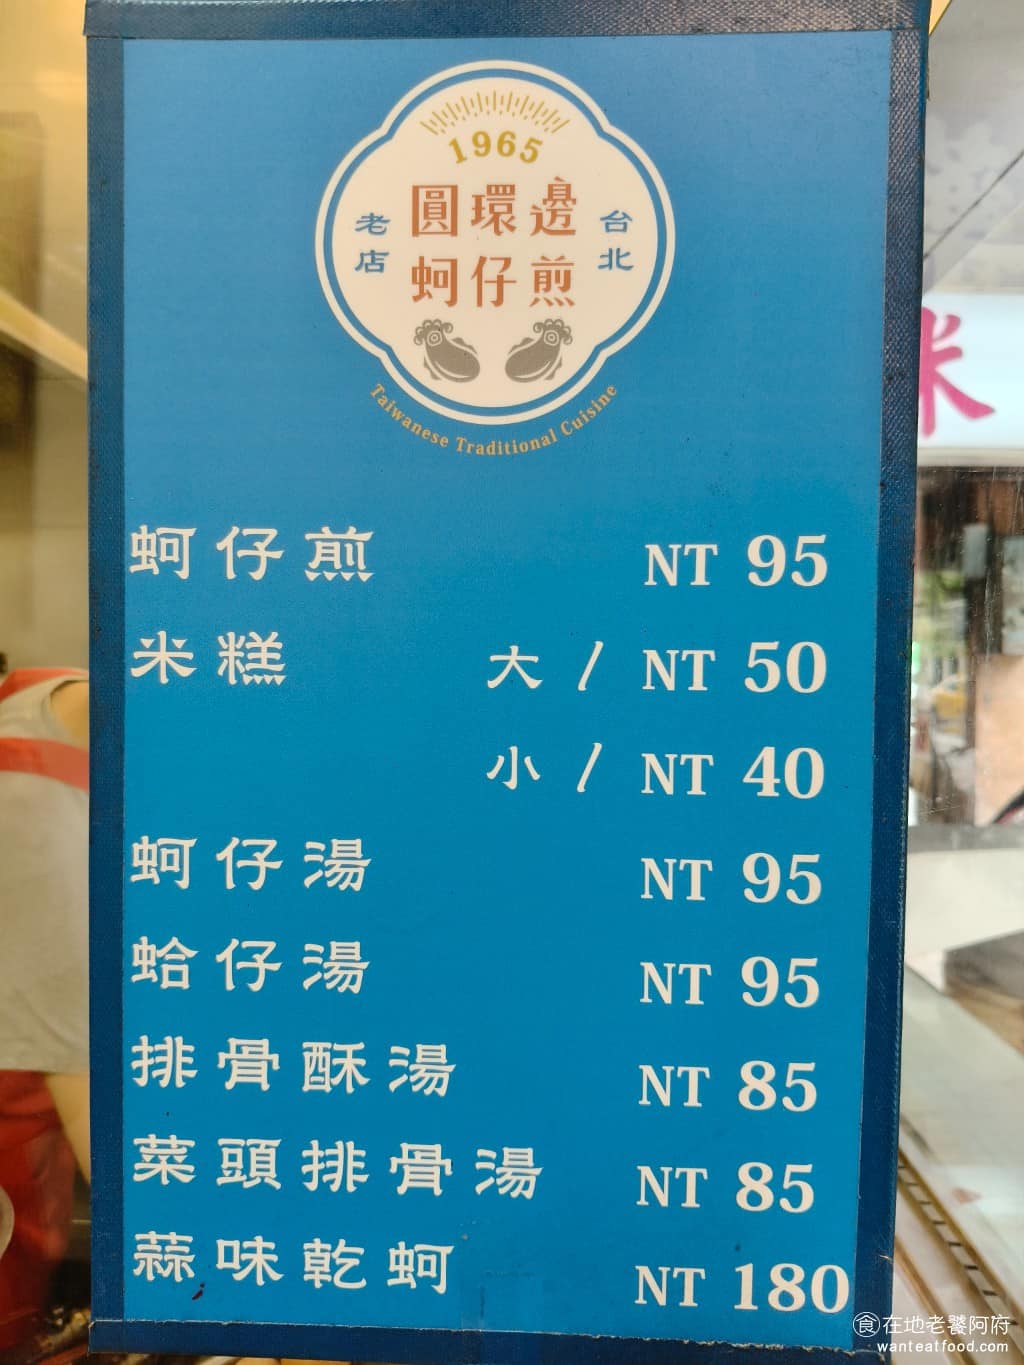 1965
圓環邊
蚵仔煎
老店
台北
Taiwanese Traditional Cuisine
米
蚵仔煎 NT 95
米糕 大 / NT 50
小 / NT 40
蚵仔湯 NT 95
蛤仔湯 NT 95
排骨酥湯 NT 85
菜頭排骨湯 NT 85
蒜味乾蚵 NT 180
食在地老饕阿府
wanteatfood.com